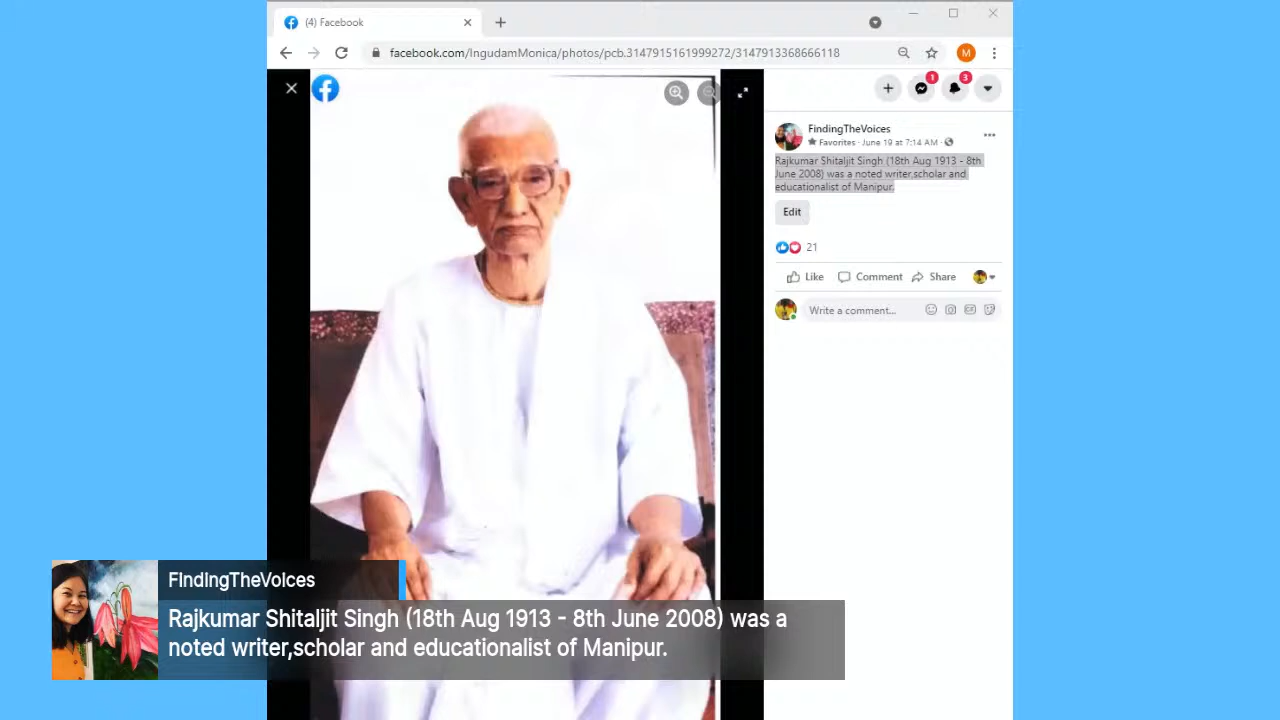 (4) Facebook
facebook.com/IngudamMonica/photos/pcb.3147915161999272/3147913368666118
M
1
3
FindingTheVoices
Favorites · June 19 at 7:14 AM ·
Rajkumar Shitaljit Singh (18th Aug 1913 - 8th
June 2008) was a noted writer,scholar and
educationalist of Manipur.
Edit
21
Like Comment Share
Write a comment...
FindingTheVoices
Rajkumar Shitaljit Singh (18th Aug 1913 - 8th June 2008) was a
noted writer,scholar and educationalist of Manipur.